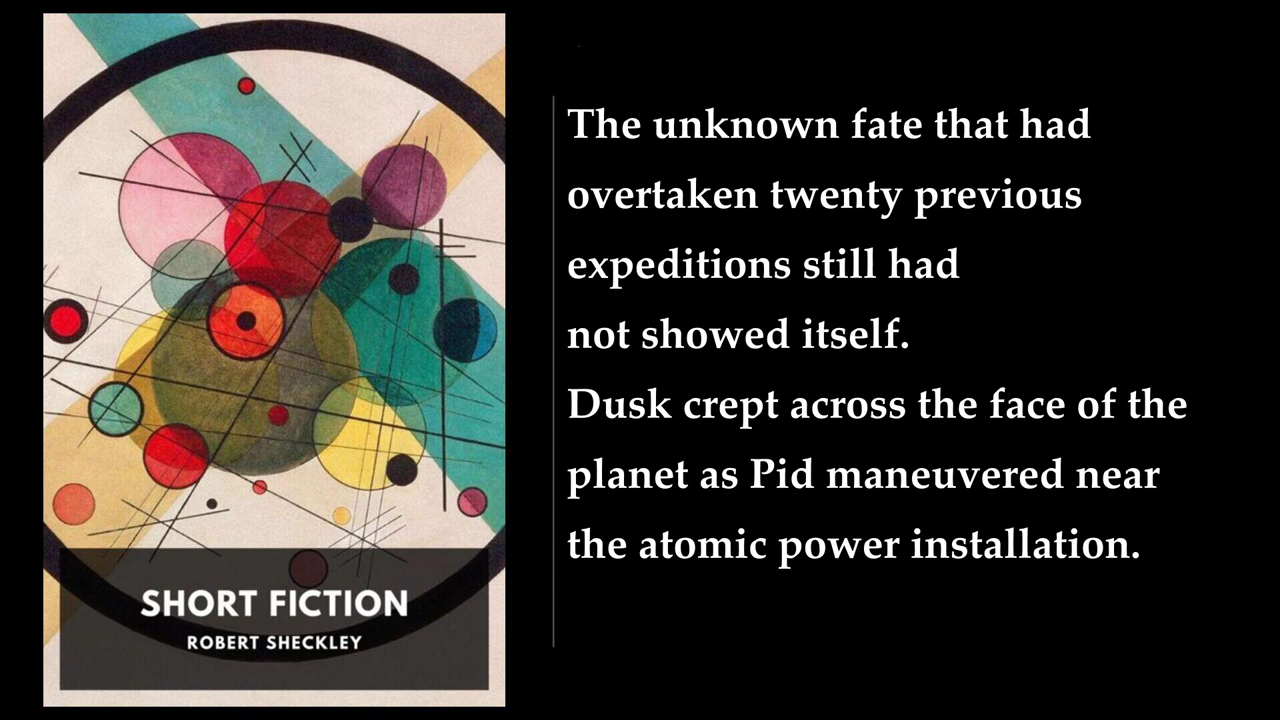 SHORT FICTION
ROBERT SHECKLEY
The unknown fate that had
overtaken twenty previous
expeditions still had
not showed itself.
Dusk crept across the face of the
planet as Pid maneuvered near
the atomic power installation.